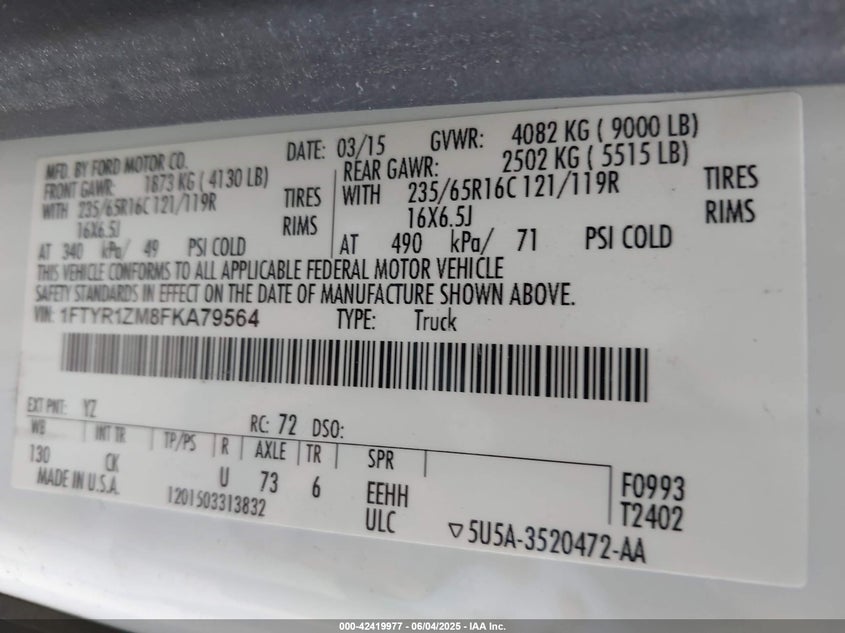 MFD. BY FORD MOTOR CO.
DATE: 03/15
GVWR: 4082 KG ( 9000 LB)
FRONT GAWR: 1873 KG ( 4130 LB)
WITH 235/65R16C 121/119R TIRES
16X6.5J RIMS
AT 340 kPa/ 49 PSI COLD
REAR GAWR: 2502 KG ( 5515 LB)
WITH 235/65R16C 121/119R TIRES
16X6.5J RIMS
AT 490 kPa/ 71 PSI COLD
THIS VEHICLE CONFORMS TO ALL APPLICABLE FEDERAL MOTOR VEHICLE
SAFETY STANDARDS IN EFFECT ON THE DATE OF MANUFACTURE SHOWN ABOVE.
VIN: 1FTYR1ZM8FKA79564 TYPE: Truck
EXT PNT: YZ RC: 72 DSO:
WB INT TR TP/PS R AXLE TR SPR
130 CK U 73 6 EEHH F0993
MADE IN U.S.A. 1201503313832 ULC T2402
▽5U5A-3520472-AA
000-42419977 - 06/04/2025 - IAA Inc.